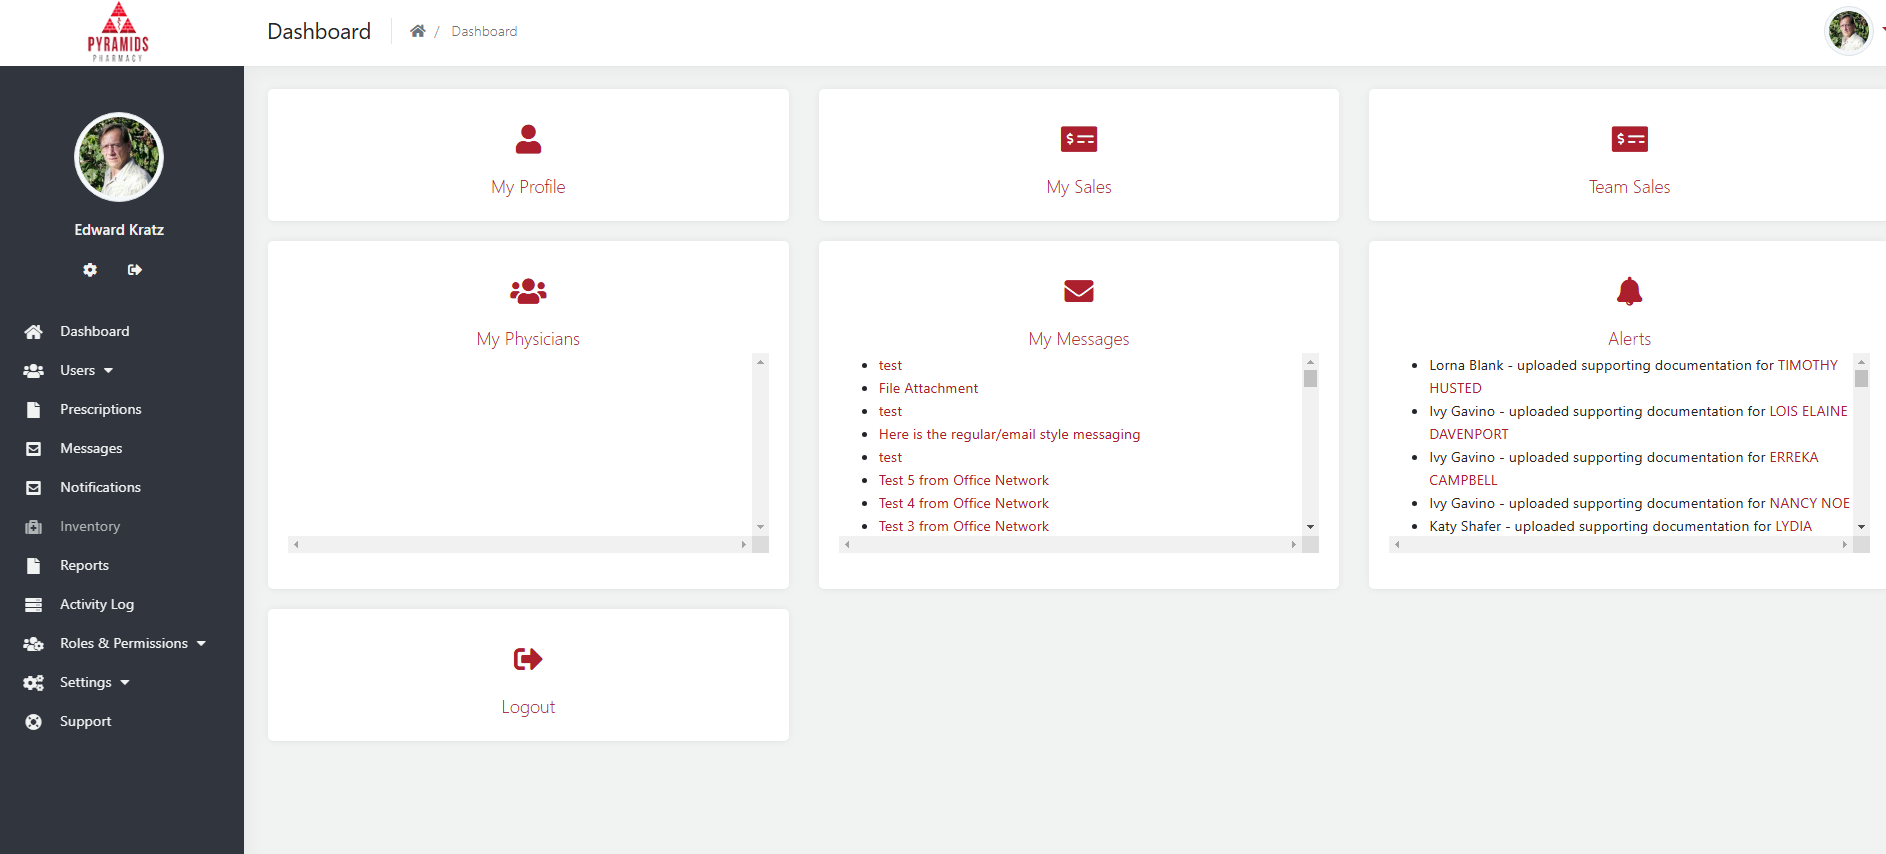 PYRAMIDS
PHARMACY
Dashboard
/ Dashboard
Edward Kratz
Dashboard
Users
Prescriptions
Messages
Notifications
Inventory
Reports
Activity Log
Roles & Permissions
Settings
Support
My Profile
My Sales
Team Sales
My Physicians
My Messages
test
File Attachment
test
Here is the regular/email style messaging
test
Test 5 from Office Network
Test 4 from Office Network
Test 3 from Office Network
Alerts
Lorna Blank - uploaded supporting documentation for TIMOTHY
HUSTED
Ivy Gavino - uploaded supporting documentation for LOIS ELAINE
DAVENPORT
Ivy Gavino - uploaded supporting documentation for ERREKA
CAMPBELL
Ivy Gavino - uploaded supporting documentation for NANCY NOE
Katy Shafer - uploaded supporting documentation for LYDIA
Logout